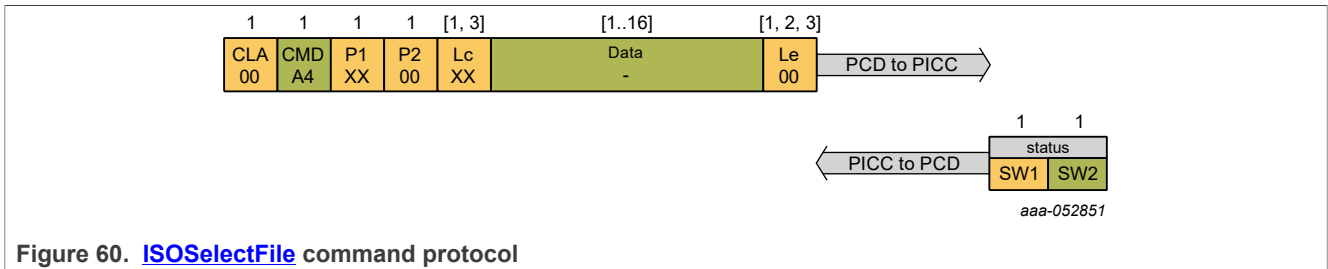 1 1 1 1 [1, 3] [1..16] [1, 2, 3]
CLA CMD P1 P2 Lc Data Le
00 A4 XX 00 XX - 00
PCD to PICC
1 1
status
PICC to PCD
SW1 SW2
aaa-052851
Figure 60. ISOSelectFile command protocol